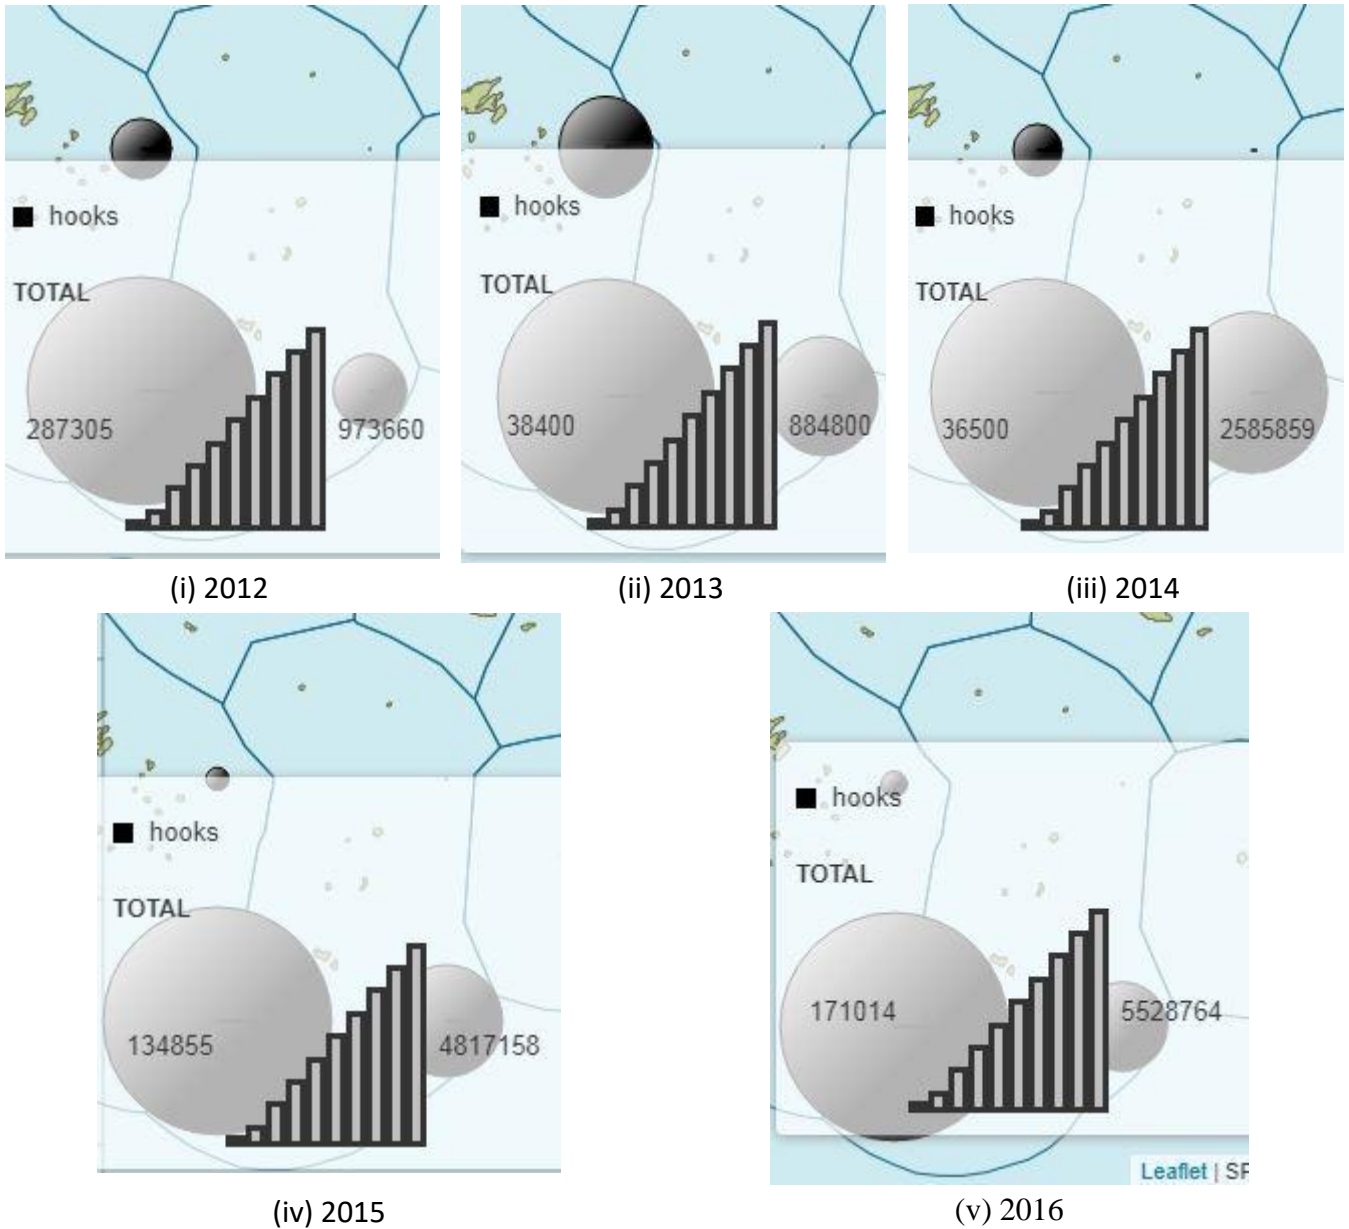 hooks
TOTAL
287305
973660
(i) 2012
hooks
TOTAL
38400
884800
(ii) 2013
hooks
TOTAL
36500
2585859
(iii) 2014
hooks
TOTAL
134855
4817158
(iv) 2015
hooks
TOTAL
171014
5528764
Leaflet | SP
(v) 2016